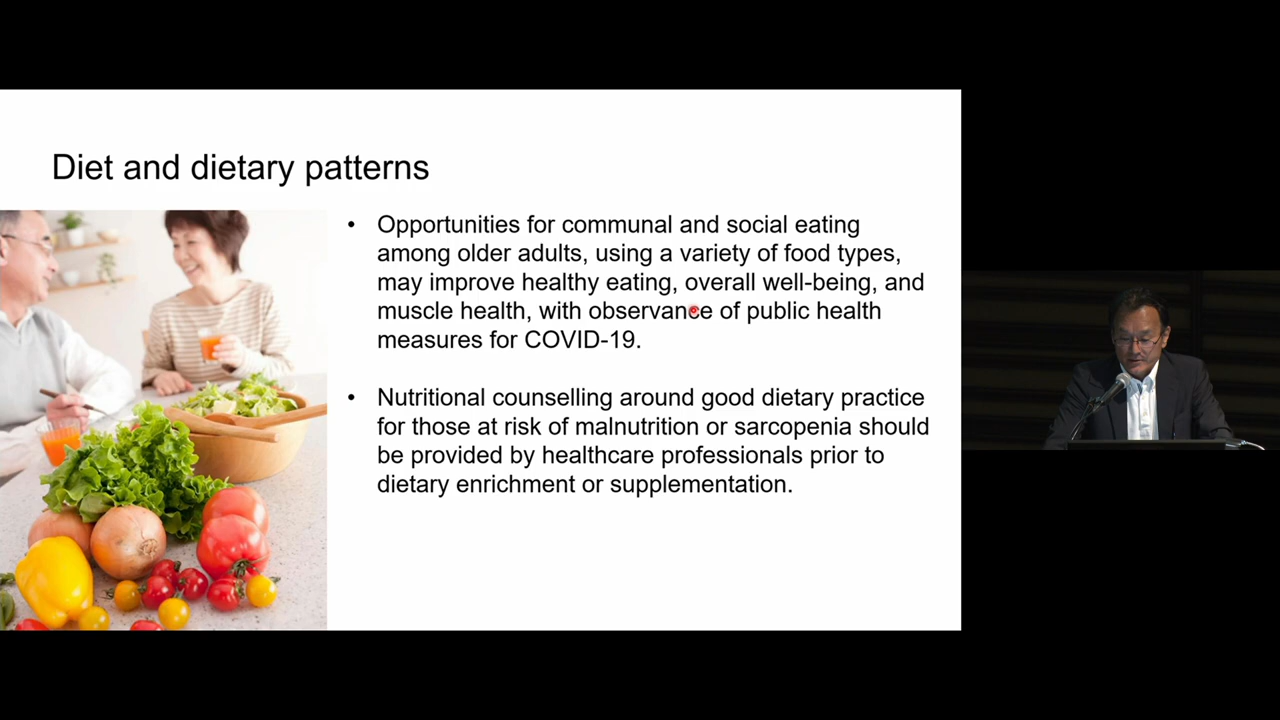 Diet and dietary patterns
• Opportunities for communal and social eating
among older adults, using a variety of food types,
may improve healthy eating, overall well-being, and
muscle health, with observance of public health
measures for COVID-19.
• Nutritional counselling around good dietary practice
for those at risk of malnutrition or sarcopenia should
be provided by healthcare professionals prior to
dietary enrichment or supplementation.